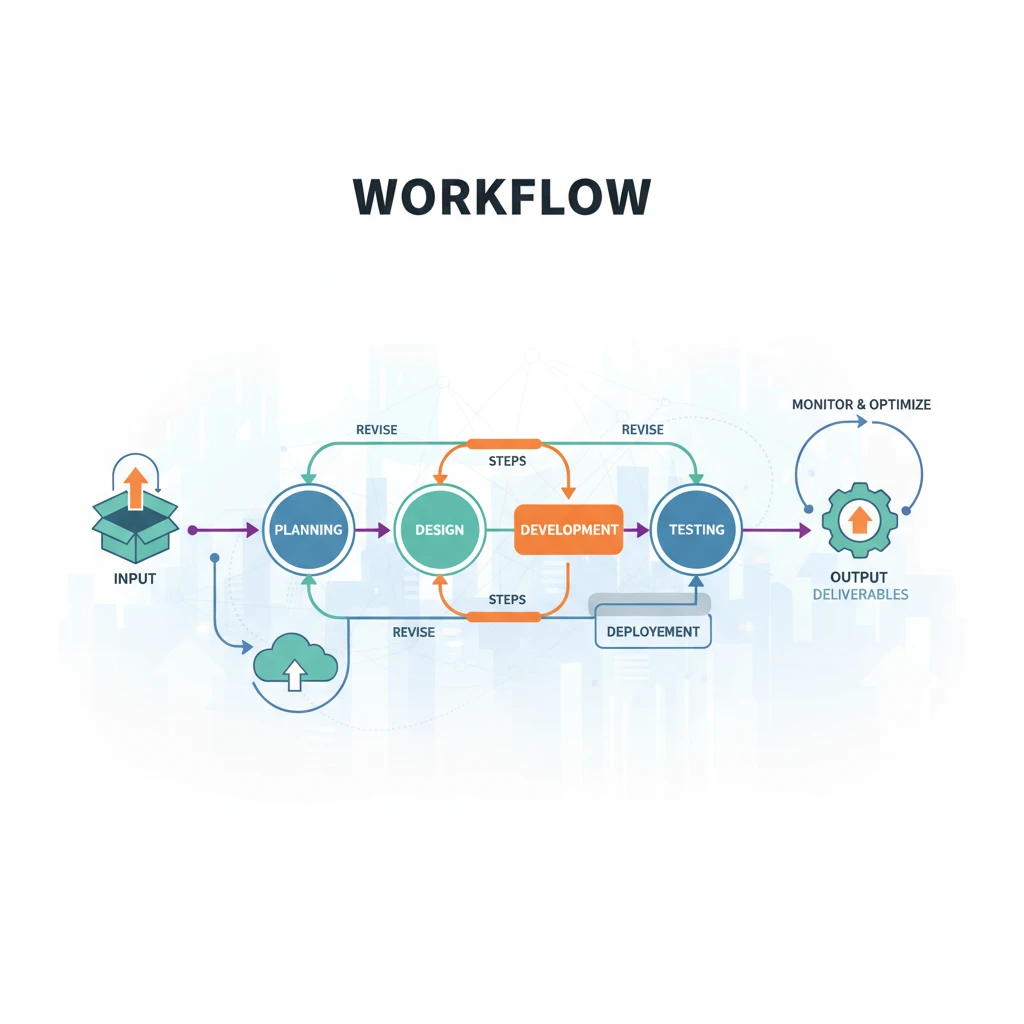 WORKFLOW
MONITOR & OPTIMIZE
REVISE
REVISE
STEPS
PLANNING
DESIGN
DEVELOPMENT
TESTING
INPUT
OUTPUT
DELIVERABLES
STEPS
REVISE
DEPLOYEMENT